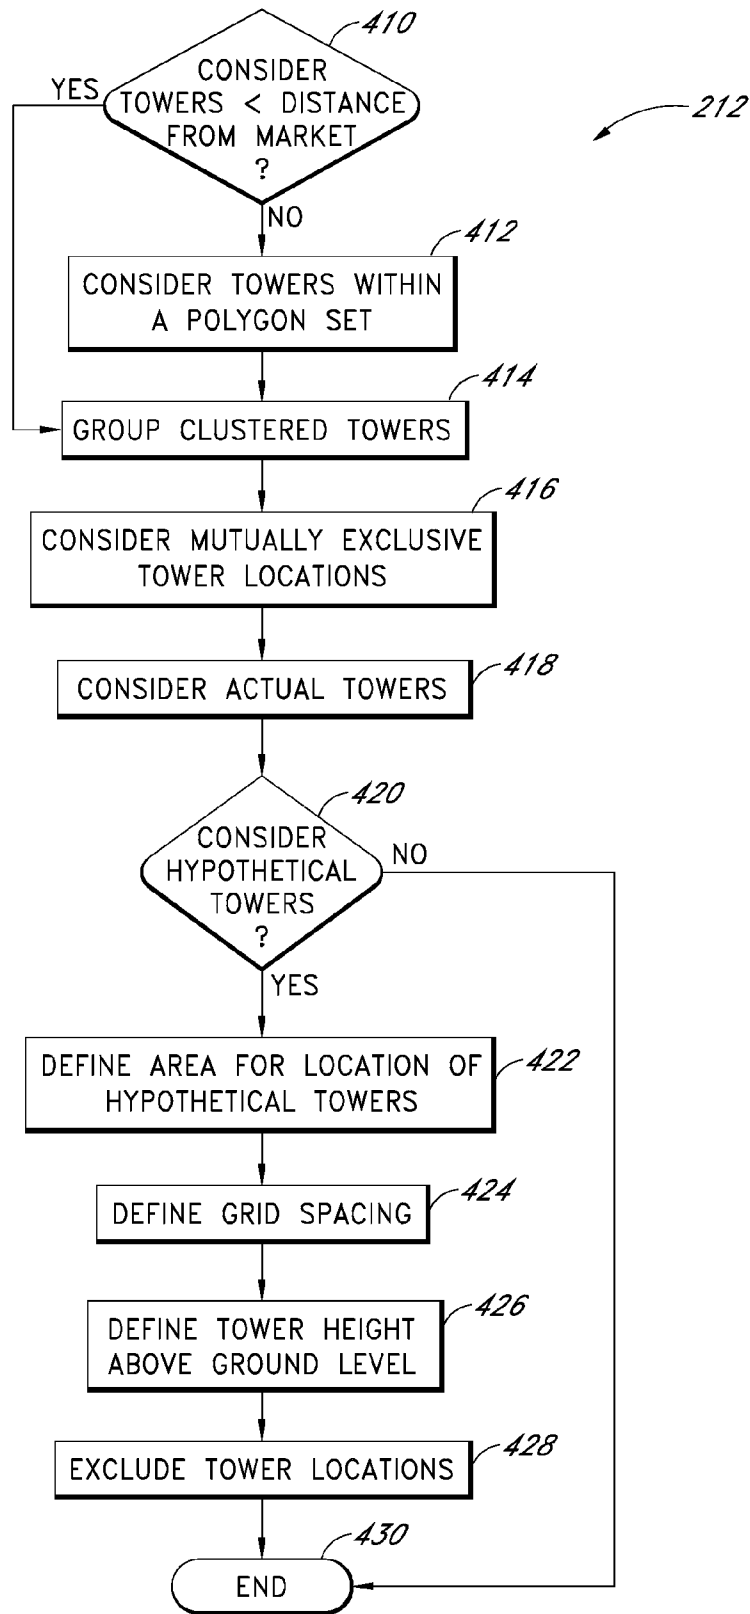 410
CONSIDER
TOWERS < DISTANCE
FROM MARKET
?
YES
212
NO
412
CONSIDER TOWERS WITHIN
A POLYGON SET
414
GROUP CLUSTERED TOWERS
416
CONSIDER MUTUALLY EXCLUSIVE
TOWER LOCATIONS
418
CONSIDER ACTUAL TOWERS
420
CONSIDER
HYPOTHETICAL
TOWERS
?
NO
YES
DEFINE AREA FOR LOCATION OF
HYPOTHETICAL TOWERS
422
424
DEFINE GRID SPACING
426
DEFINE TOWER HEIGHT
ABOVE GROUND LEVEL
428
EXCLUDE TOWER LOCATIONS
430
END